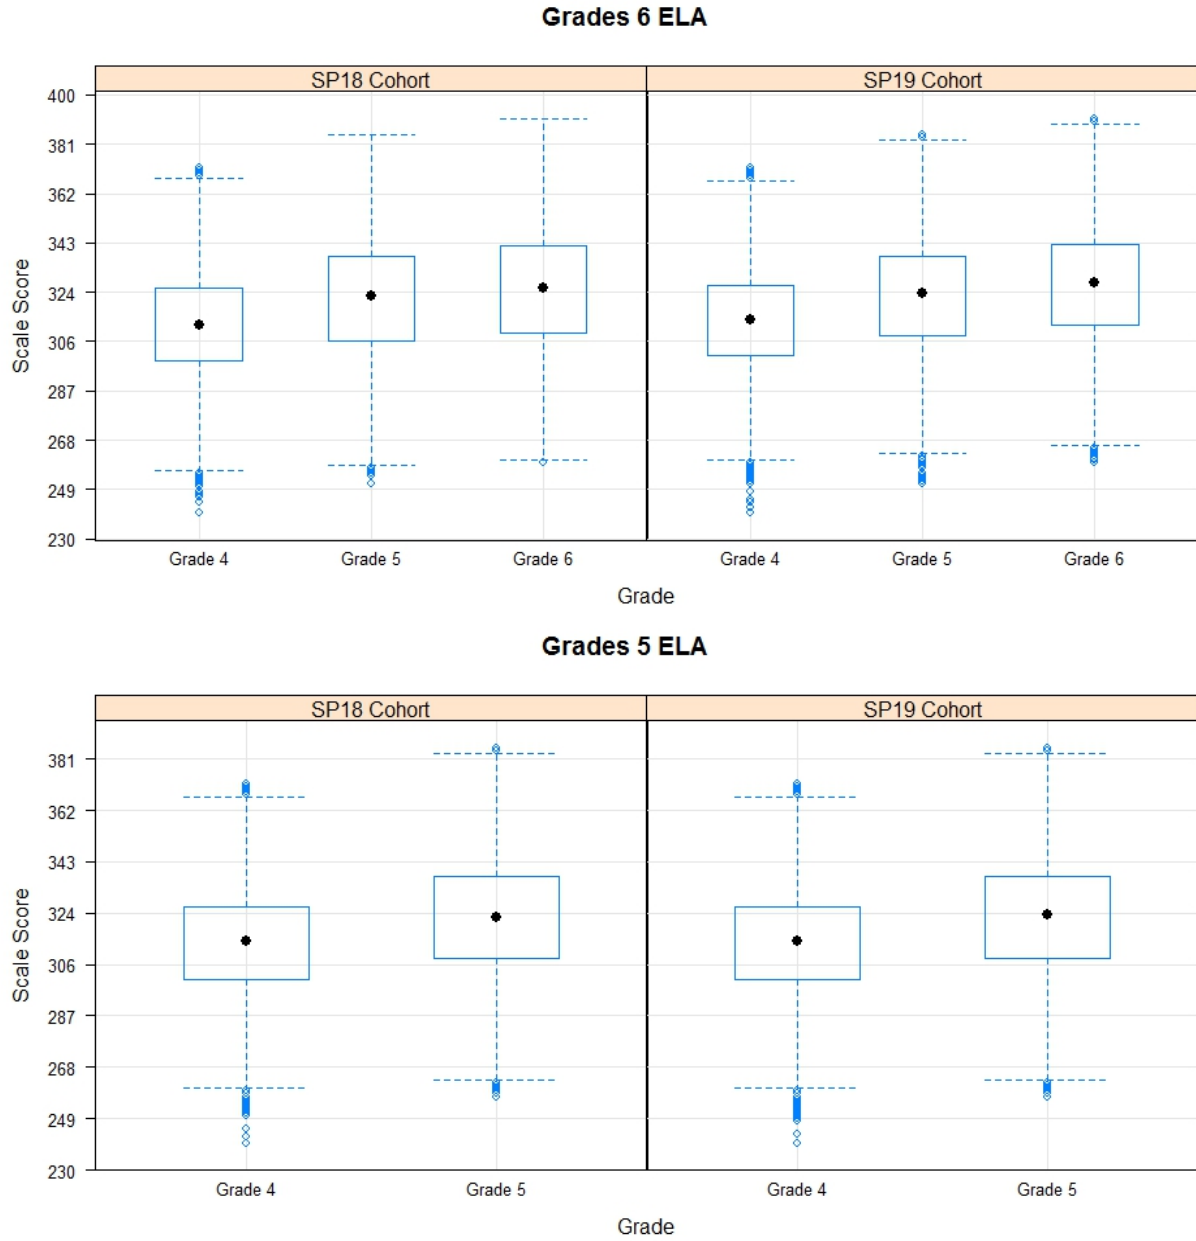 Grades 6 ELA
SP18 Cohort SP19 Cohort
400
381
362
343
324
306
287
268
249
230
Scale Score
Grade 4 Grade 5 Grade 6 Grade 4 Grade 5 Grade 6
Grade
Grades 5 ELA
SP18 Cohort SP19 Cohort
381
362
343
324
306
287
268
249
230
Scale Score
Grade 4 Grade 5 Grade 4 Grade 5
Grade